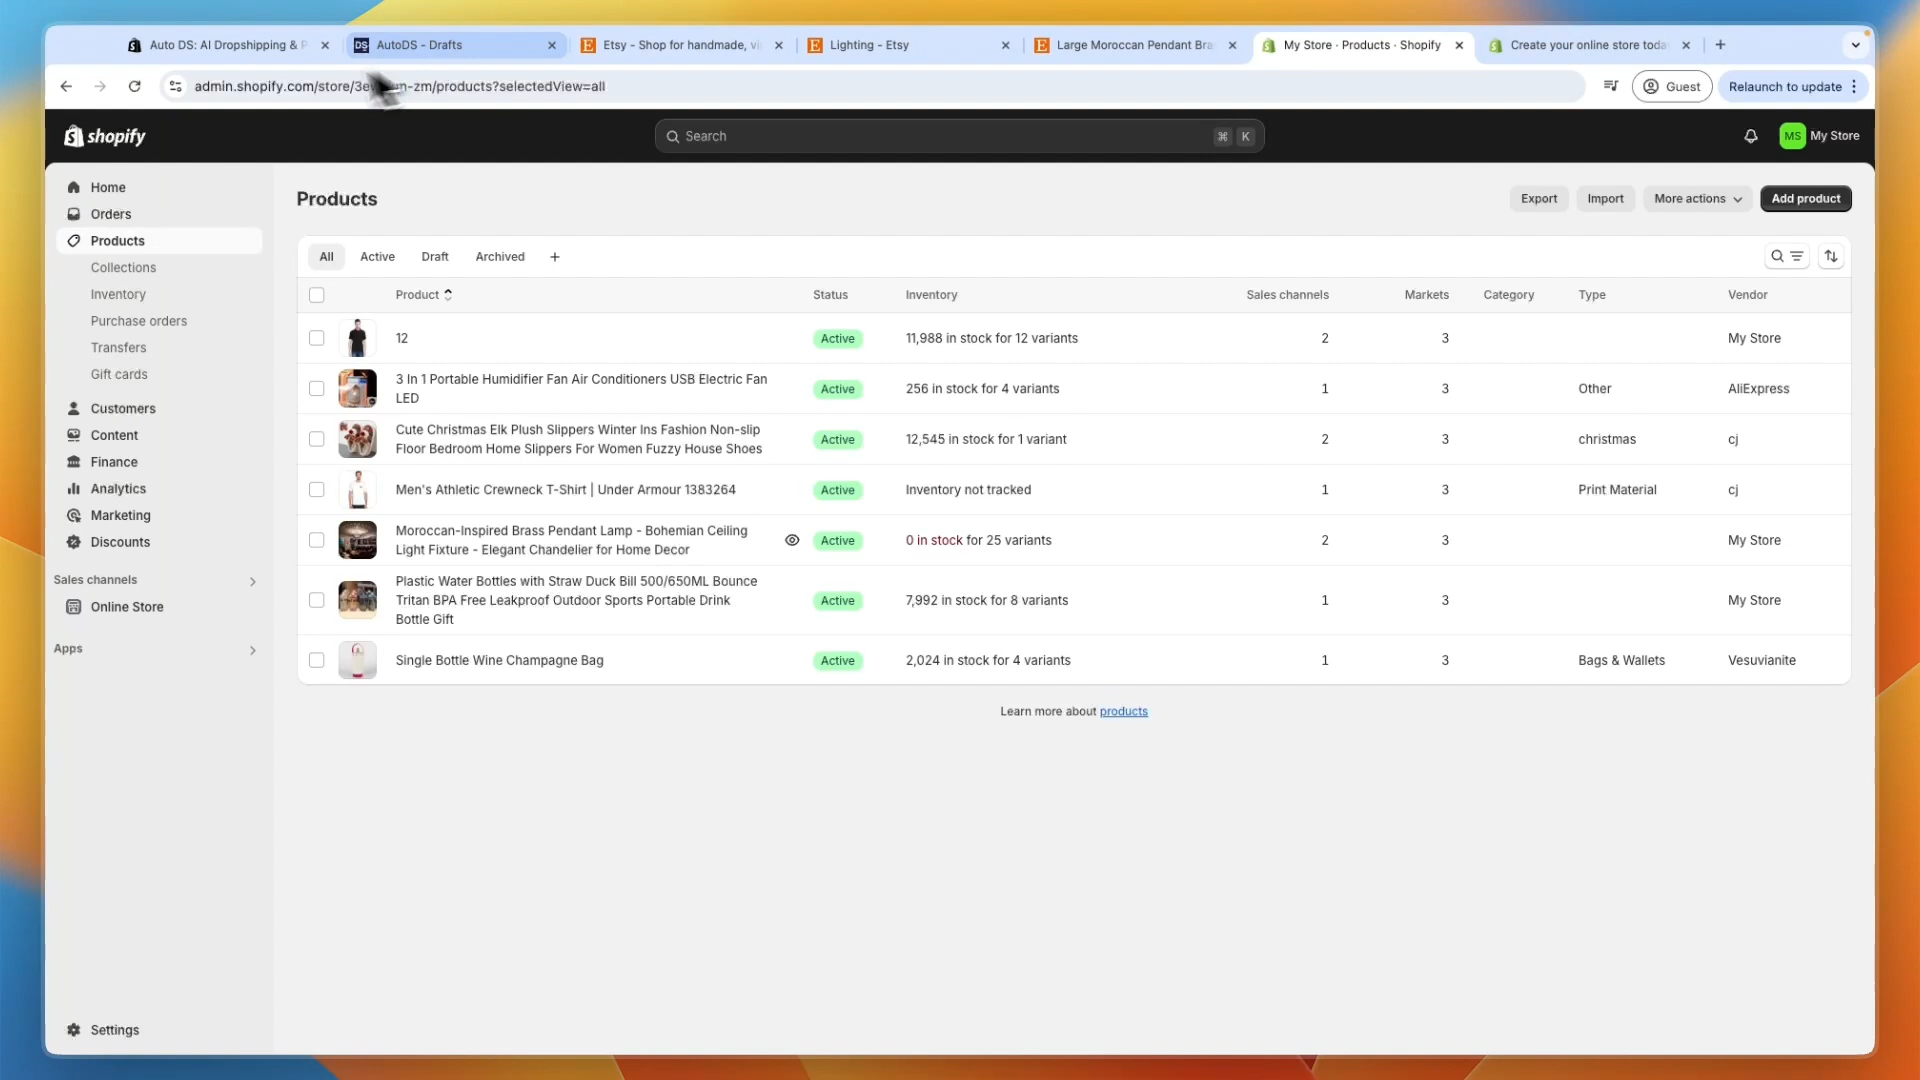 Auto DS: AI Dropshipping & P
AutoDS - Drafts
Etsy - Shop for handmade, vi
Lighting - Etsy
Large Moroccan Pendant Bra
My Store · Products · Shopify
Create your online store toda
admin.shopify.com/store/3e
n-zm/products?selectedView=all
Guest
Relaunch to update
shopify
Search
⌘ K
MS
My Store
Home
Orders
Products
Collections
Inventory
Purchase orders
Transfers
Gift cards
Customers
Content
Finance
Analytics
Marketing
Discounts
Sales channels
Online Store
Apps
Settings
Products
Export
Import
More actions
Add product
All
Active
Draft
Archived
+
Product
Status
Inventory
Sales channels
Markets
Category
Type
Vendor
12
Active
11,988 in stock for 12 variants
2
3
My Store
3 In 1 Portable Humidifier Fan Air Conditioners USB Electric Fan
LED
Active
256 in stock for 4 variants
1
3
Other
AliExpress
Cute Christmas Elk Plush Slippers Winter Ins Fashion Non-slip
Floor Bedroom Home Slippers For Women Fuzzy House Shoes
Active
12,545 in stock for 1 variant
2
3
christmas
cj
Men's Athletic Crewneck T-Shirt | Under Armour 1383264
Active
Inventory not tracked
1
3
Print Material
cj
Moroccan-Inspired Brass Pendant Lamp - Bohemian Ceiling
Light Fixture - Elegant Chandelier for Home Decor
Active
0 in stock for 25 variants
2
3
My Store
Plastic Water Bottles with Straw Duck Bill 500/650ML Bounce
Tritan BPA Free Leakproof Outdoor Sports Portable Drink
Bottle Gift
Active
7,992 in stock for 8 variants
1
3
My Store
Single Bottle Wine Champagne Bag
Active
2,024 in stock for 4 variants
1
3
Bags & Wallets
Vesuvianite
Learn more about products